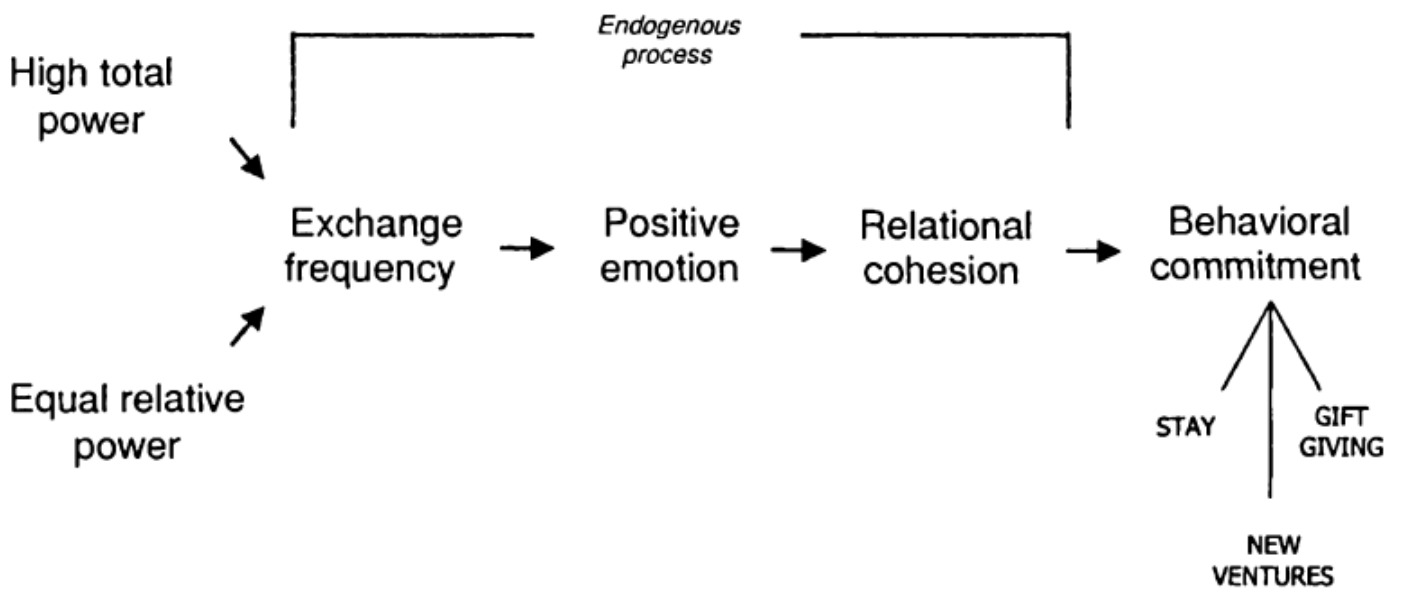 Endogenous
process
High total
power
Exchange
frequency
Positive
emotion
Relational
cohesion
Behavioral
commitment
Equal relative
power
STAY
GIFT
GIVING
NEW
VENTURES